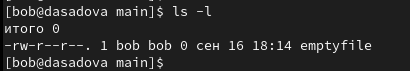 [bob@dasadova main]$ ls -l
итого 0
-rw-r--r--. 1 bob bob 0 сен 16 18:14 emptyfile
[bob@dasadova main]$